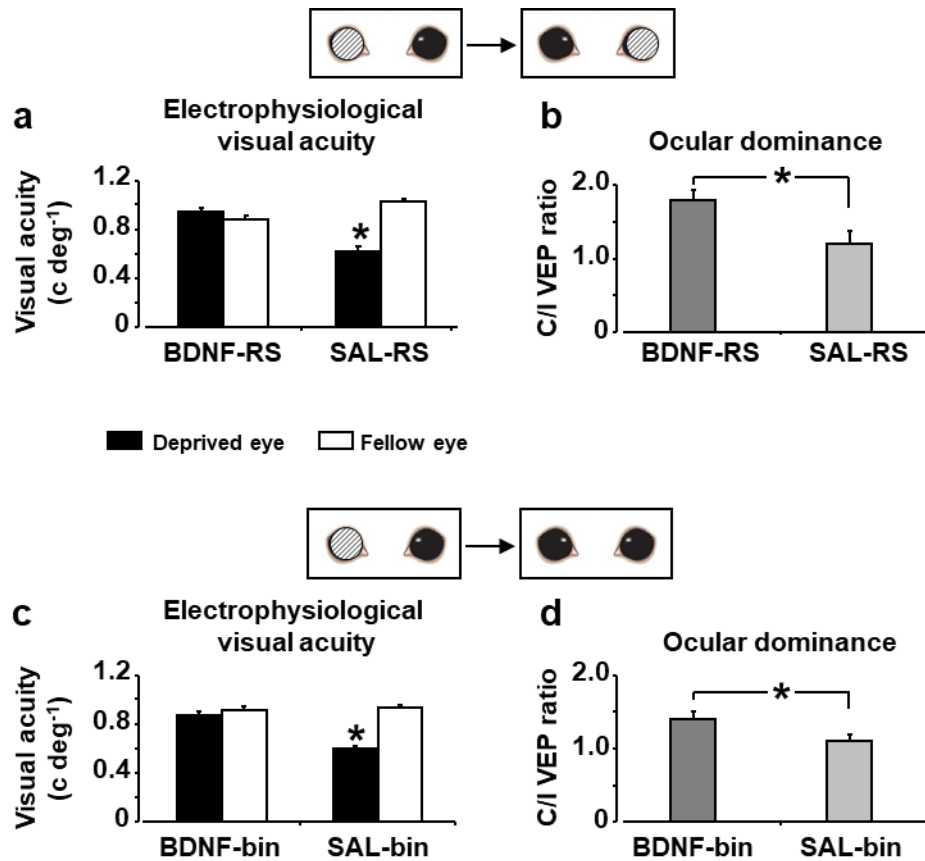 a
Electrophysiological
visual acuity
Visual acuity
(c deg-1)
1.2
0.8
0.4
0
*
BDNF-RS SAL-RS
b
Ocular dominance
C/I VEP ratio
2.0
1.0
0
*
BDNF-RS SAL-RS
Deprived eye Fellow eye
c
Electrophysiological
visual acuity
Visual acuity
(c deg-1)
1.2
0.8
0.4
0
*
BDNF-bin SAL-bin
d
Ocular dominance
C/I VEP ratio
2.0
1.0
0
*
BDNF-bin SAL-bin